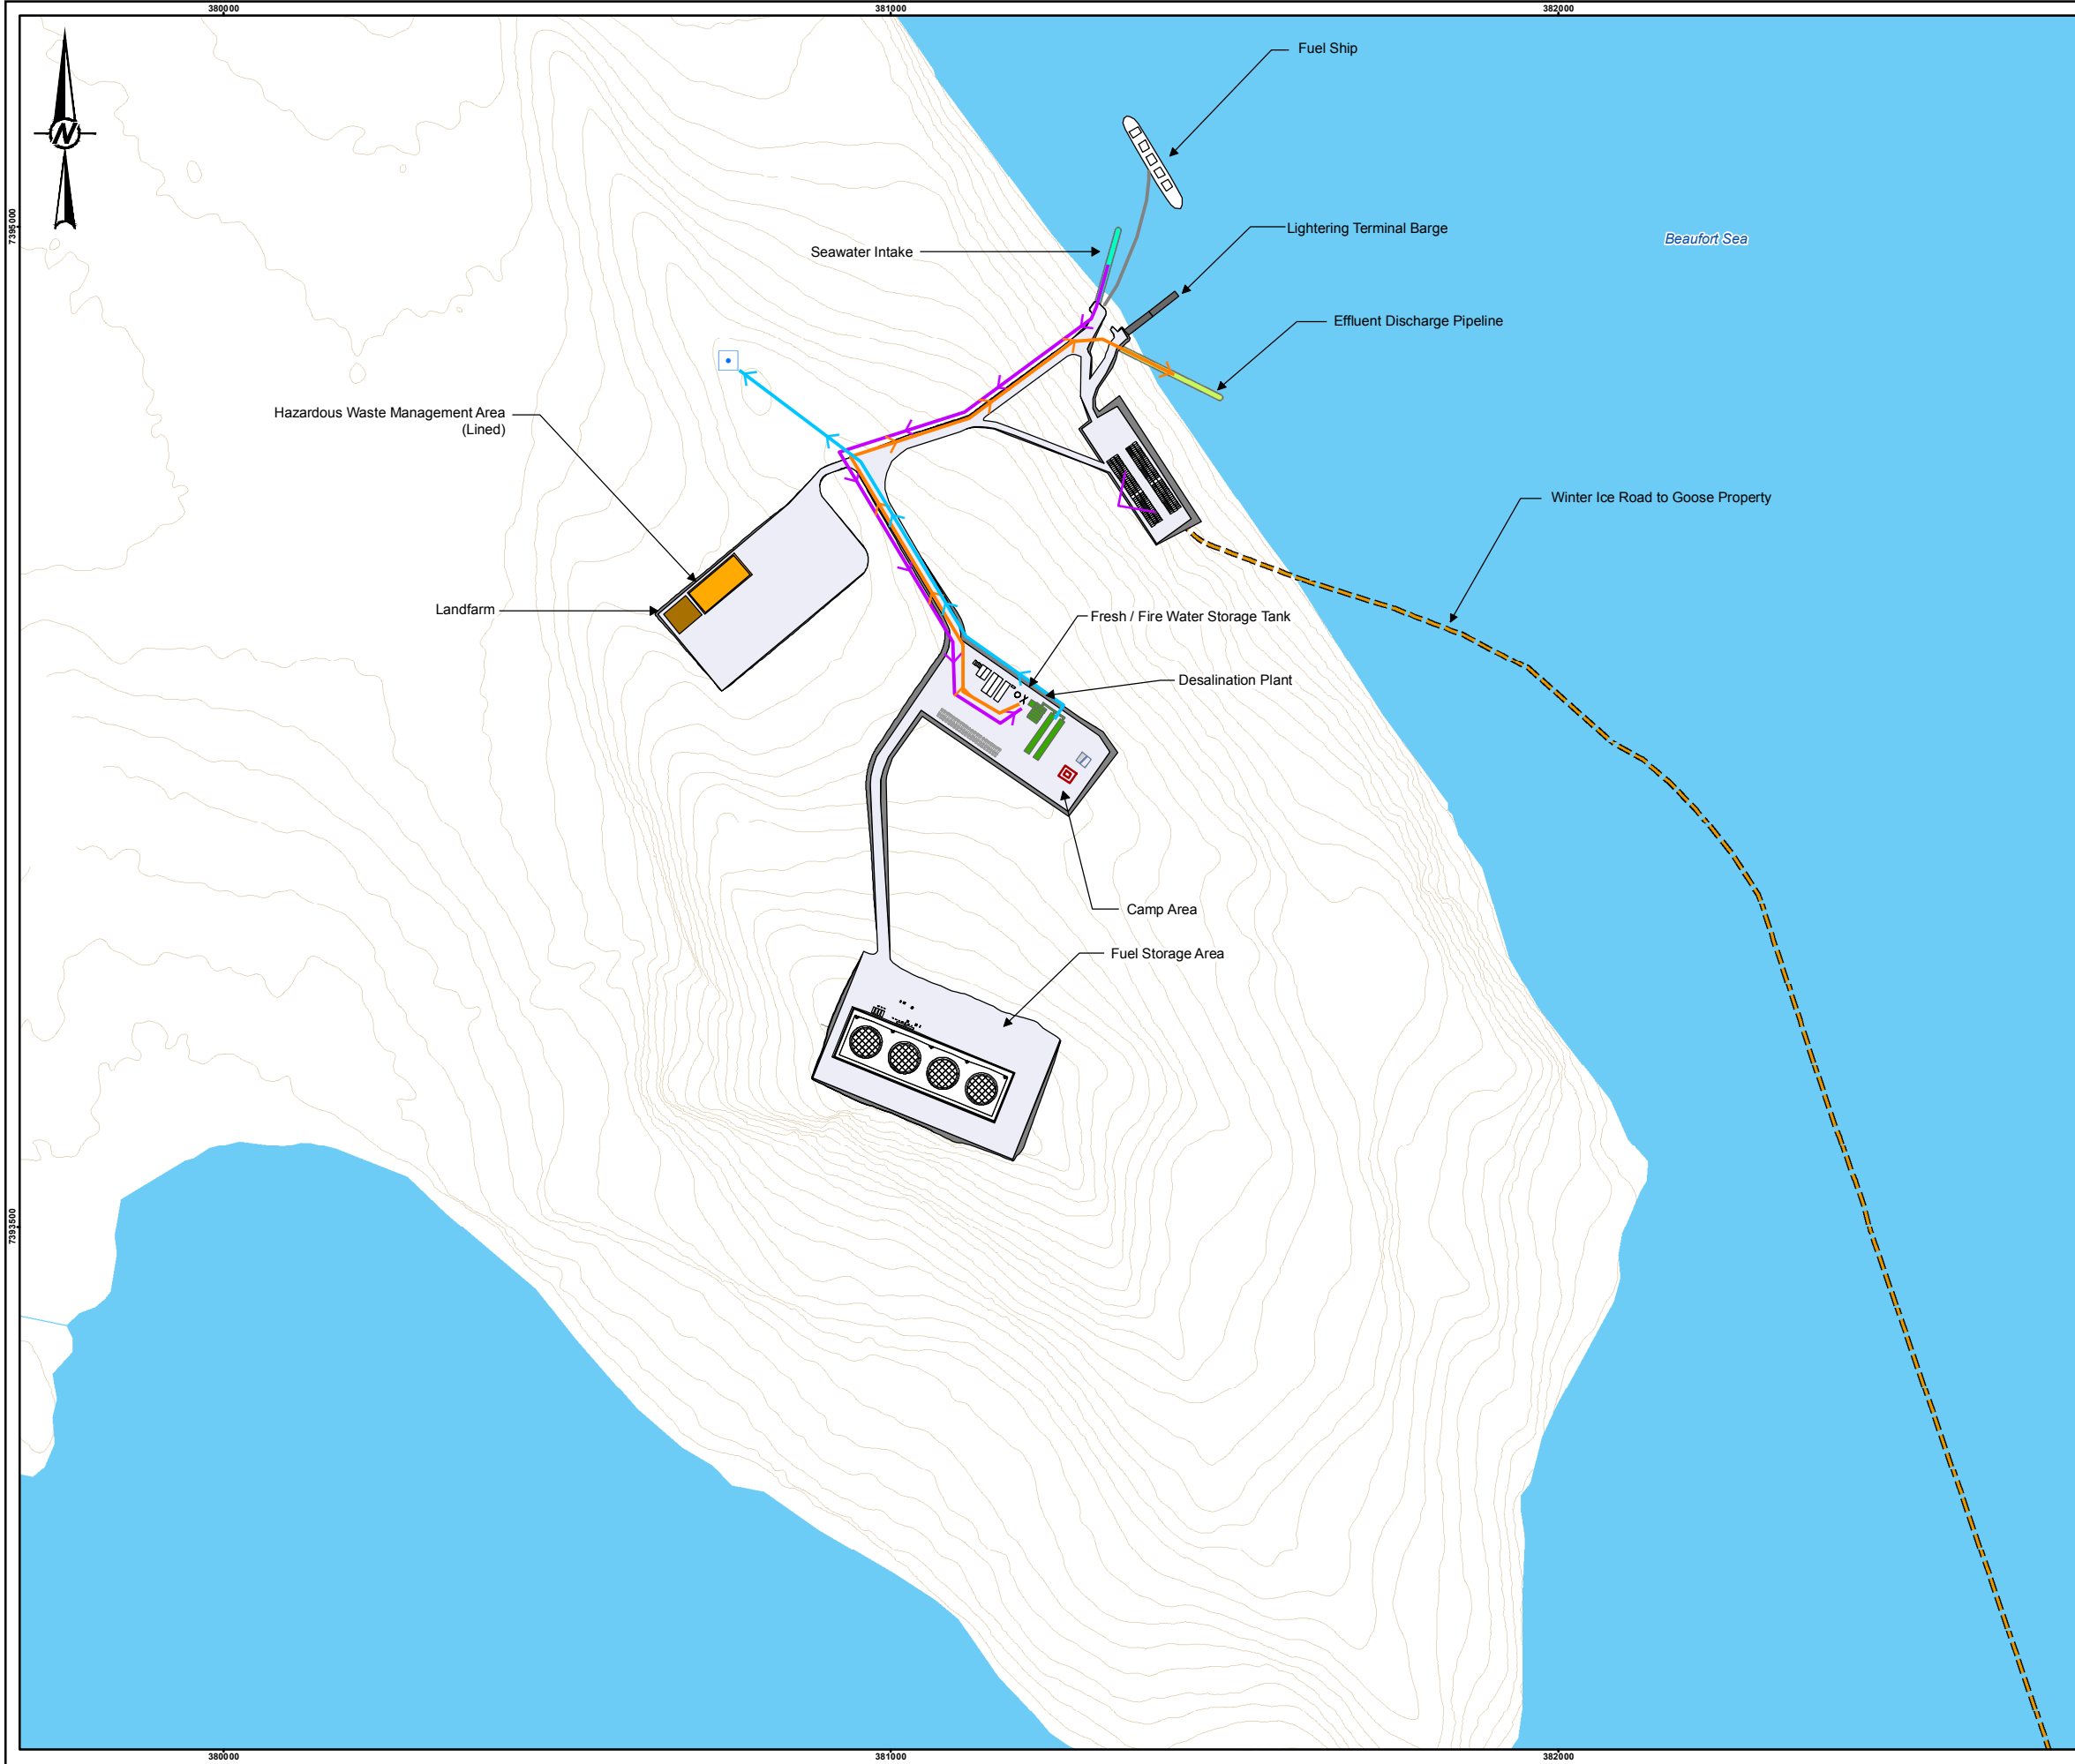 380000
381000
382000
N
Fuel Ship
7395000
Lightering Terminal Barge
Beaufort Sea
Seawater Intake
Effluent Discharge Pipeline
Hazardous Waste Management Area
(Lined)
Winter Ice Road to Goose Property
Landfarm
Fresh / Fire Water Storage Tank
Desalination Plant
Camp Area
Fuel Storage Area
7393500
380000
381000
382000